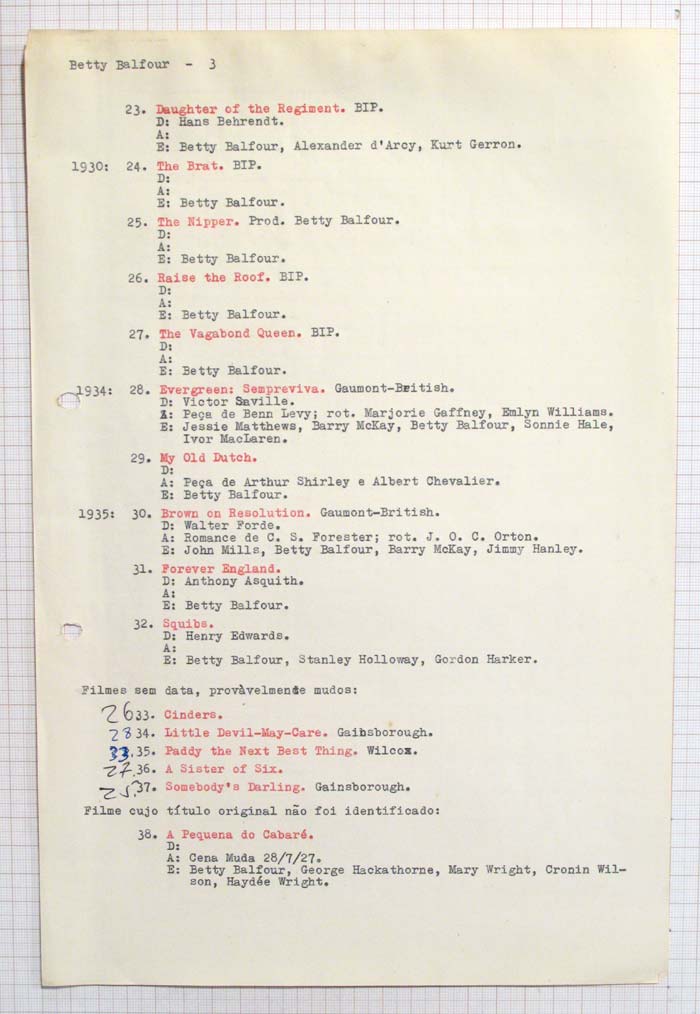 Betty Balfour - 3
23. Daughter of the Regiment. BIP.
D: Hans Behrendt.
A:
E: Betty Balfour, Alexander d'Arcy, Kurt Gerron.
1930: 24. The Brat. BIP.
D:
A:
E: Betty Balfour.
25. The Nipper. Prod. Betty Balfour.
D:
A:
E: Betty Balfour.
26. Raise the Roof. BIP.
D:
A:
E: Betty Balfour.
27. The Vagabond Queen. BIP.
D:
A:
E: Betty Balfour.
1934: 28. Evergreen: Sempreviva. Gaumont-British.
D: Victor Saville.
A: Peça de Benn Levy; rot. Marjorie Gaffney, Emlyn Williams.
E: Jessie Matthews, Barry McKay, Betty Balfour, Sonnie Hale,
Ivor MacLaren.
29. My Old Dutch.
D:
A: Peça de Arthur Shirley e Albert Chevalier.
E: Betty Balfour.
1935: 30. Brown on Resolution. Gaumont-British.
D: Walter Forde.
A: Romance de C. S. Forester; rot. J. O. C. Orton.
E: John Mills, Betty Balfour, Barry McKay, Jimmy Hanley.
31. Forever England.
D: Anthony Asquith.
A:
E: Betty Balfour.
32. Squibs.
D: Henry Edwards.
A:
E: Betty Balfour, Stanley Holloway, Gordon Harker.
Filmes sem data, provàvelmente mudos:
26 33. Cinders.
28 34. Little Devil-May-Care. Gainsborough.
33. 35. Paddy the Next Best Thing. Wilcox.
27. 36. A Sister of Six.
25. 37. Somebody's Darling. Gainsborough.
Filme cujo título original não foi identificado:
38. A Pequena do Cabaré.
D:
A: Cena Muda 28/7/27.
E: Betty Balfour, George Hackathorne, Mary Wright, Cronin Wil-
son, Haydée Wright.